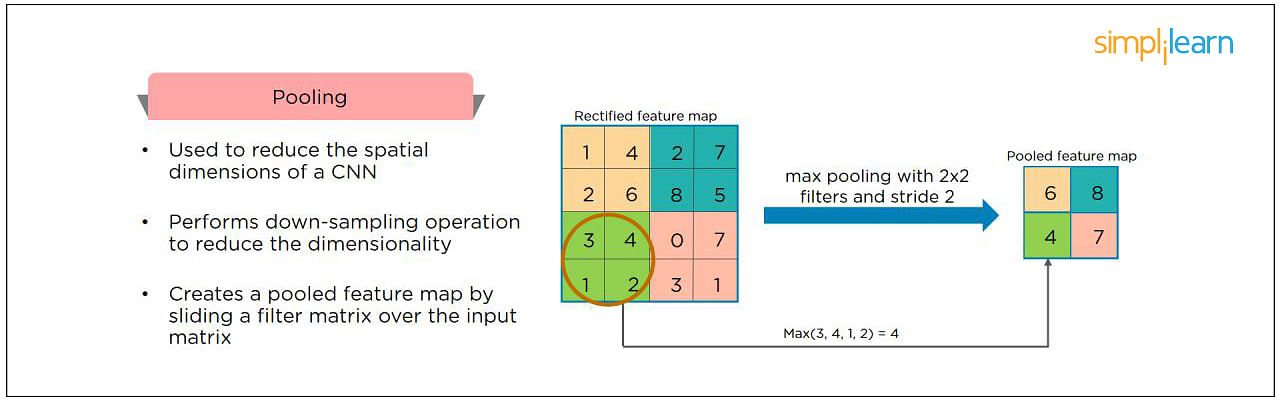 simplilearn
Pooling
• Used to reduce the spatial
dimensions of a CNN
• Performs down-sampling operation
to reduce the dimensionality
• Creates a pooled feature map by
sliding a filter matrix over the input
matrix
Rectified feature map
1 4 2 7
2 6 8 5
3 4 0 7
1 2 3 1
max pooling with 2x2
filters and stride 2
Pooled feature map
6 8
4 7
Max(3, 4, 1, 2) = 4